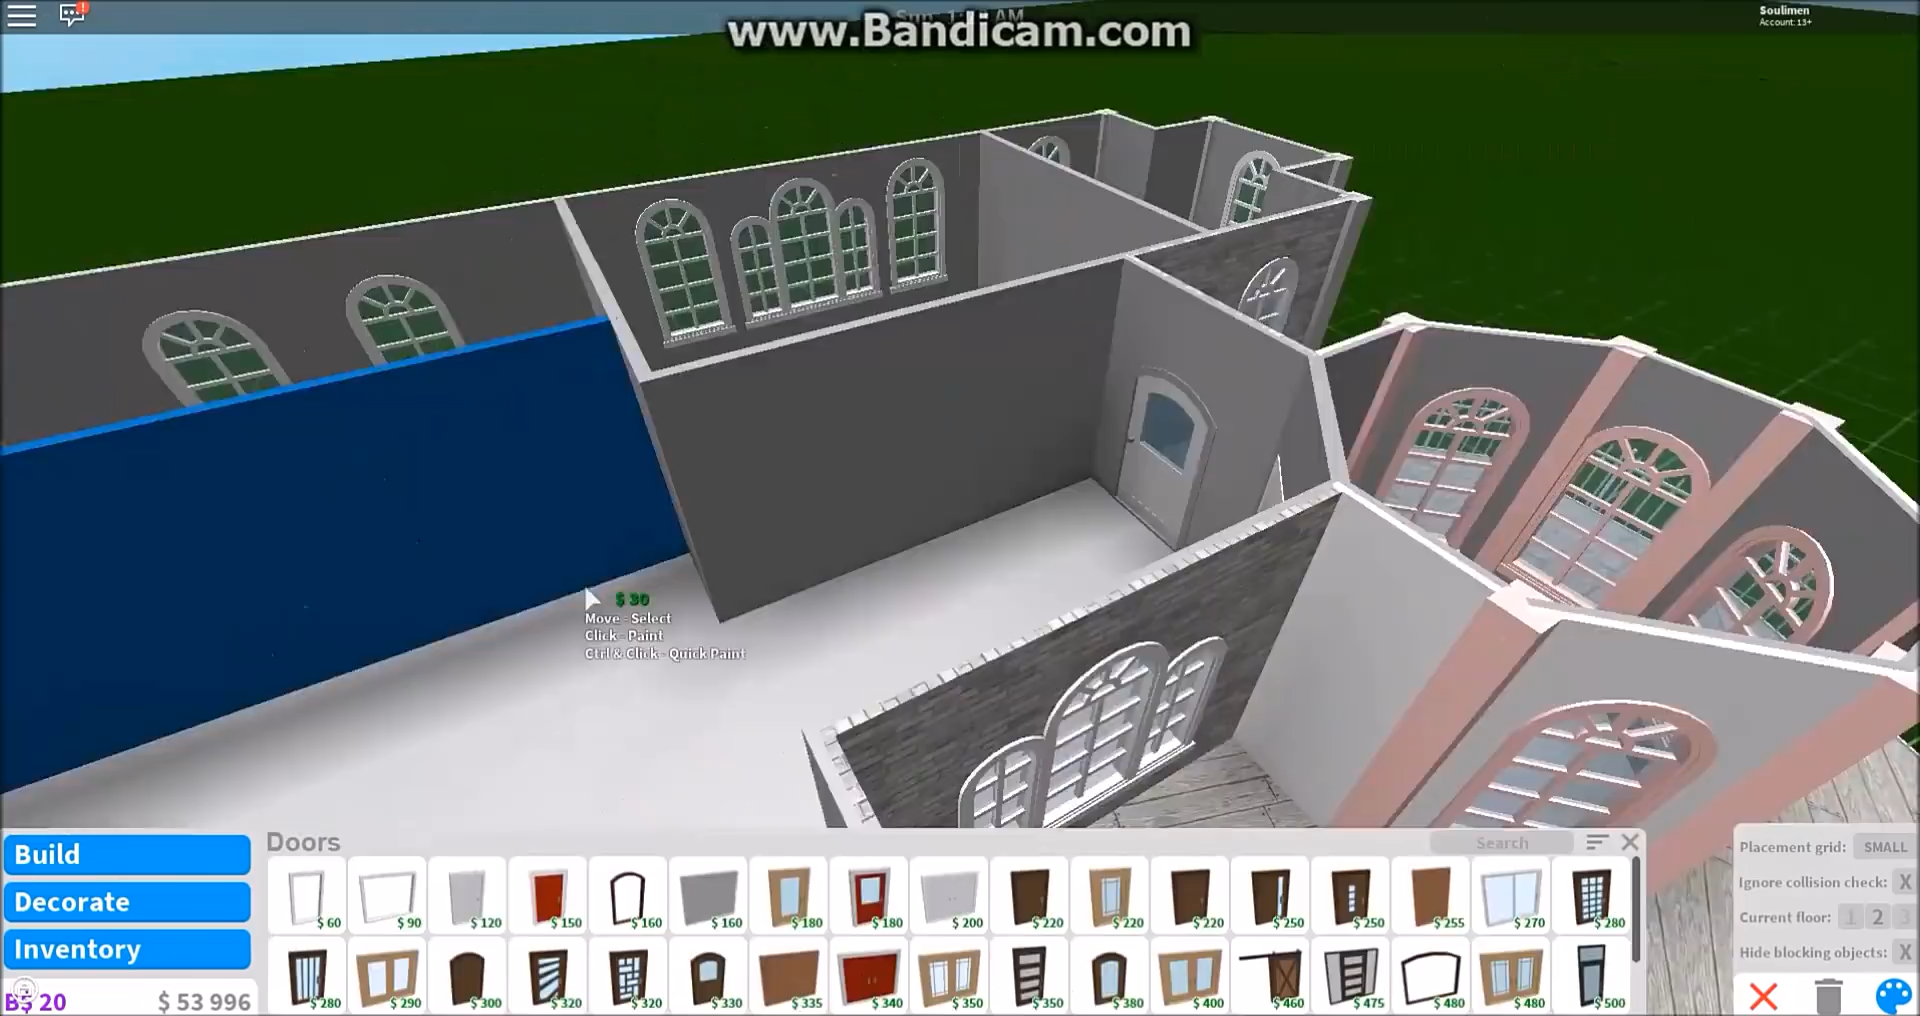 www.Bandicam.com
Soulimen
Account: 13+
$ 30
Move - Select
Click - Paint
Ctrl & Click - Quick Paint
Build
Decorate
Inventory
B$ 20
$ 53 996
Doors
Search
$ 60
$ 90
$ 120
$ 150
$ 160
$ 160
$ 180
$ 180
$ 200
$ 220
$ 220
$ 220
$ 250
$ 250
$ 255
$ 270
$ 280
$ 280
$ 290
$ 300
$ 320
$ 320
$ 330
$ 335
$ 340
$ 350
$ 350
$ 380
$ 400
$ 460
$ 475
$ 480
$ 480
$ 500
Placement grid: SMALL
Ignore collision check: X
Current floor: 1 2 3
Hide blocking objects: X